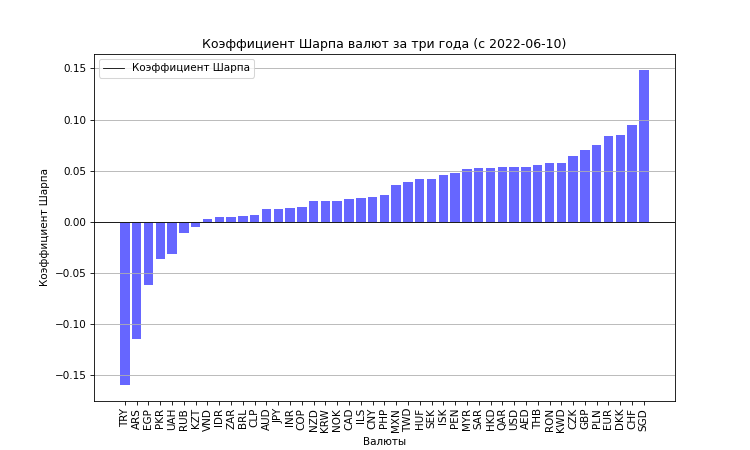 Коэффициент Шарпа валют за три года (с 2022-06-10)
Коэффициент Шарпа
Коэффициент Шарпа
0.15
0.10
0.05
0.00
−0.05
−0.10
−0.15
TRY
ARS
EGP
PKR
UAH
RUB
KZT
VND
IDR
ZAR
BRL
CLP
AUD
JPY
INR
COP
NZD
KRW
NOK
CAD
ILS
CNY
PHP
MXN
TWD
HUF
SEK
ISK
PEN
MYR
SAR
HKD
QAR
USD
AED
THB
RON
KWD
CZK
GBP
PLN
EUR
DKK
CHF
SGD
Валюты